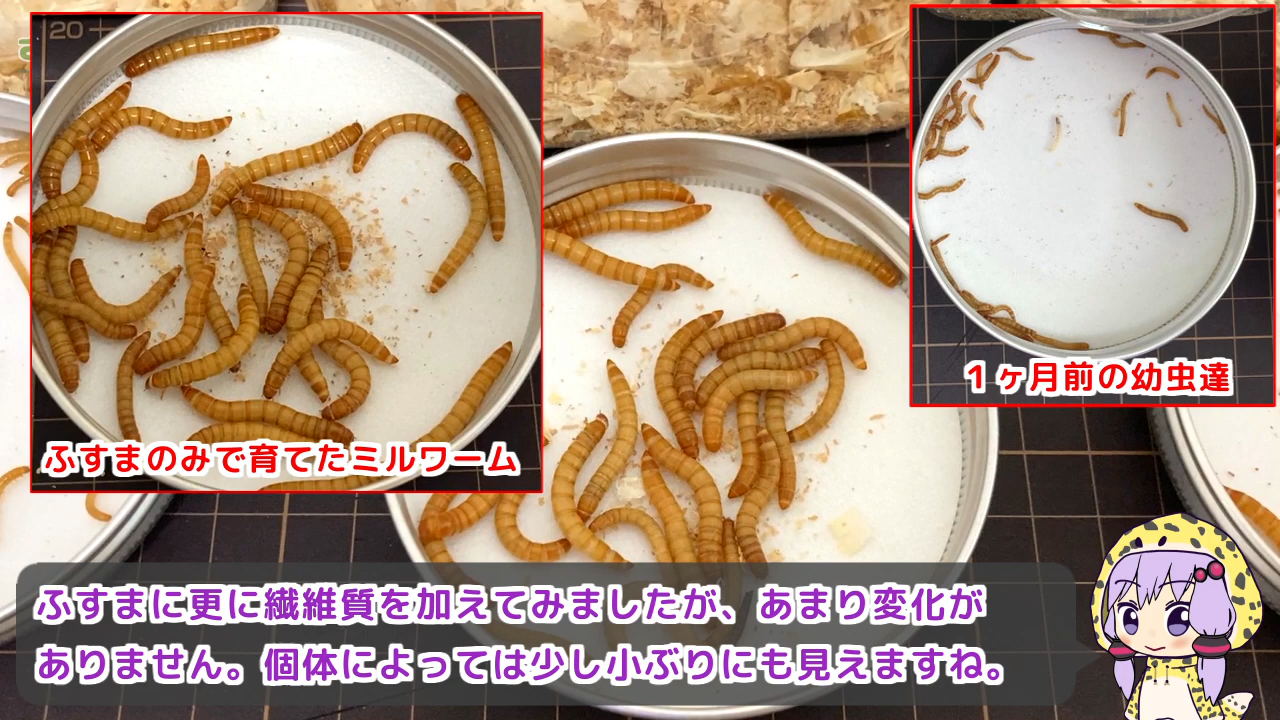 20
ふすまのみで育てたミルワーム
１ヶ月前の幼虫達
ふすまに更に繊維質を加えてみましたが、あまり変化が
ありません。個体によっては少し小ぶりにも見えますね。